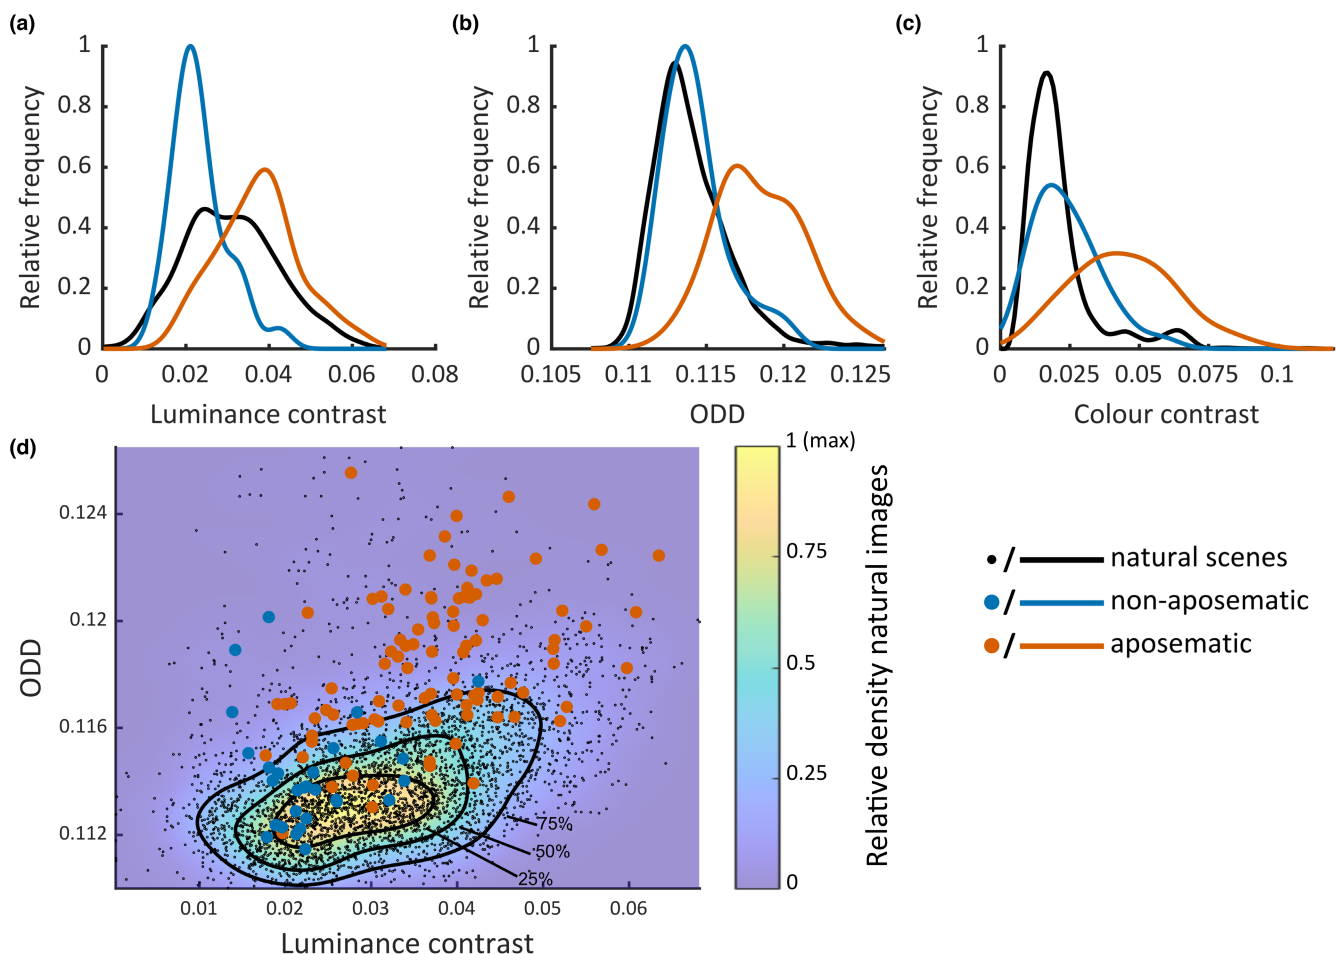 (a)
1
0.8
0.6
0.4
0.2
0
Relative frequency
0 0.02 0.04 0.06 0.08
Luminance contrast
(b)
1
0.8
0.6
0.4
0.2
0
Relative frequency
0.105 0.11 0.115 0.12 0.125
ODD
(c)
1
0.8
0.6
0.4
0.2
0
Relative frequency
0 0.025 0.05 0.075 0.1
Colour contrast
(d)
0.124
0.12
0.116
0.112
ODD
75%
50%
25%
0.01 0.02 0.03 0.04 0.05 0.06
Luminance contrast
1 (max)
0.75
0.5
0.25
0
Relative density natural images
/ natural scenes
/ non-aposematic
/ aposematic